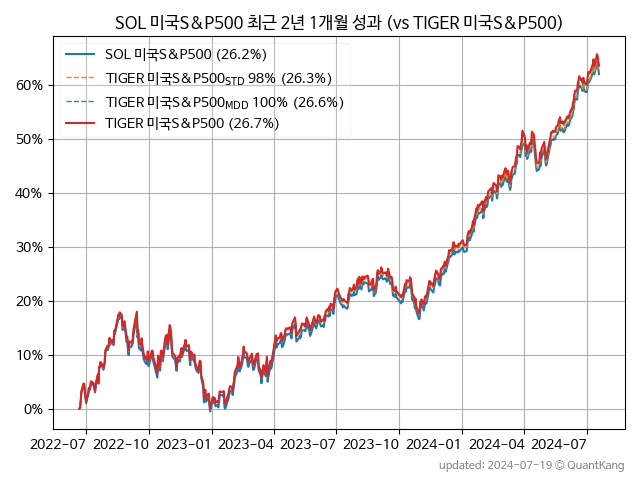 SOL 미국S&P500 최근 2년 1개월 성과 (vs TIGER 미국S&P500)
SOL 미국S&P500 (26.2%)
TIGER 미국S&P500STD 98% (26.3%)
TIGER 미국S&P500MDD 100% (26.6%)
TIGER 미국S&P500 (26.7%)
60%
50%
40%
30%
20%
10%
0%
2022-07 2022-10 2023-01 2023-04 2023-07 2023-10 2024-01 2024-04 2024-07
updated: 2024-07-19 © QuantKang